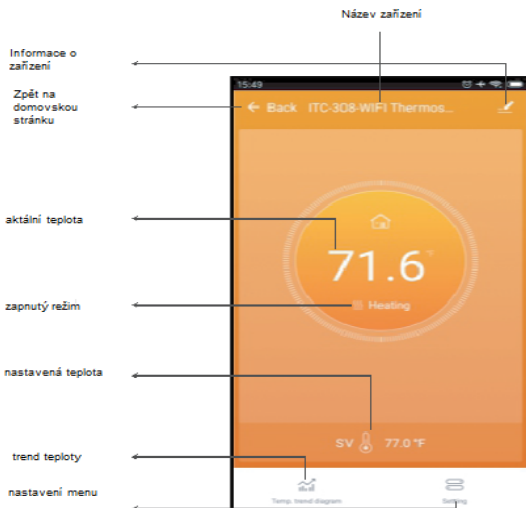 Název zařízení
Informace o
zařízení
Zpět na
domovskou
stránku
15:49
Back ITC-308-WIFI Thermos...
aktální teplota
71.6
°F
zapnutý režim
Heating
nastavená teplota
SV 77.0 °F
trend teploty
Temp. trend diagram
Setting
nastavení menu